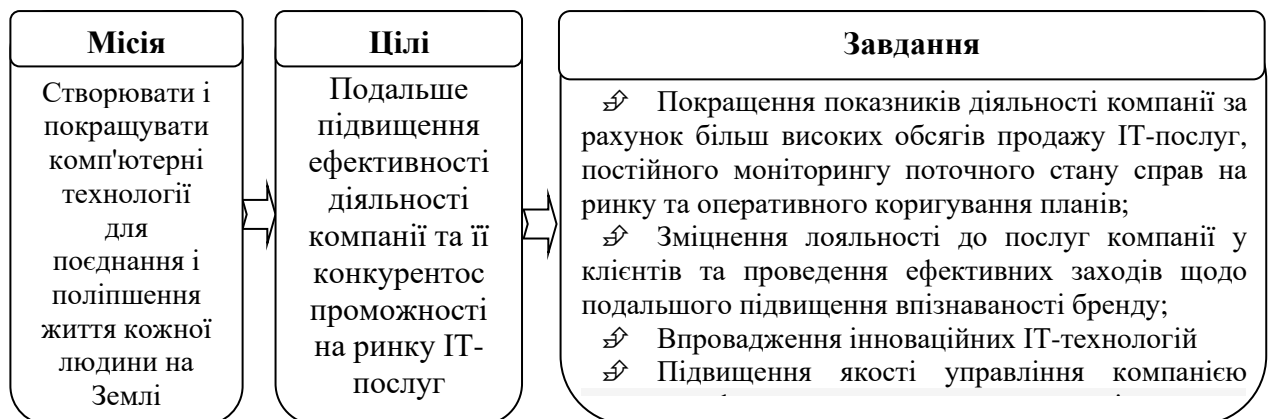 Місія
Створювати і
покращувати
комп'ютерні
технології
для
поєднання і
поліпшення
життя кожної
людини на
Землі
Цілі
Подальше
підвищення
ефективності
діяльності
компанії та її
конкурентос
проможності
на ринку ІТ-
послуг
Завдання
Покращення показників діяльності компанії за
рахунок більш високих обсягів продажу ІТ-послуг,
постійного моніторингу поточного стану справ на
ринку та оперативного коригування планів;
Зміцнення лояльності до послуг компанії у
клієнтів та проведення ефективних заходів щодо
подальшого підвищення впізнаваності бренду;
Впровадження інноваційних ІТ-технологій
Підвищення якості управління компанією